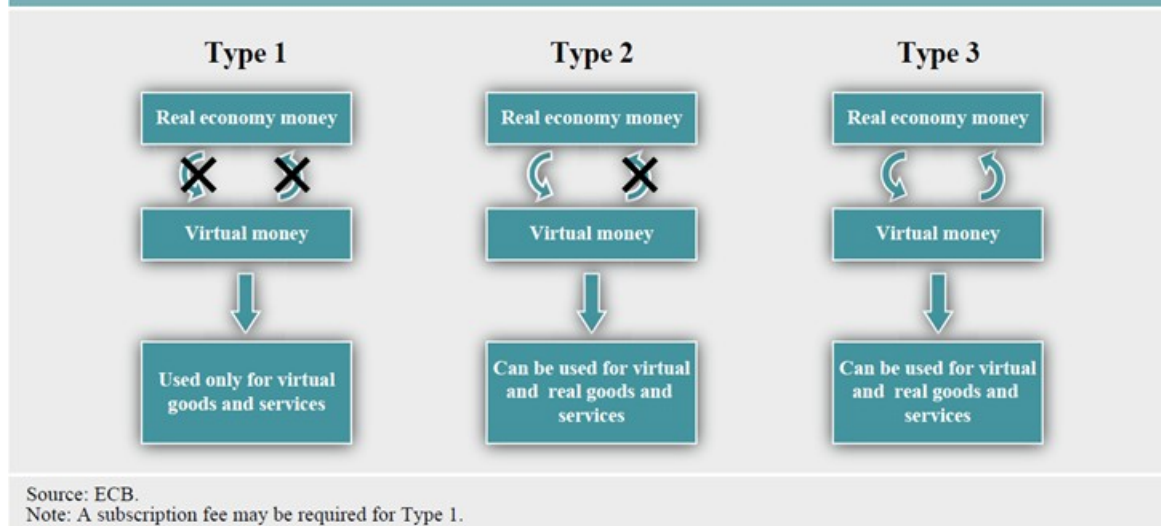 Type 1
Real economy money
Virtual money
Used only for virtual
goods and services
Type 2
Real economy money
Virtual money
Can be used for virtual
and real goods and
services
Type 3
Real economy money
Virtual money
Can be used for virtual
and real goods and
services
Source: ECB.
Note: A subscription fee may be required for Type 1.